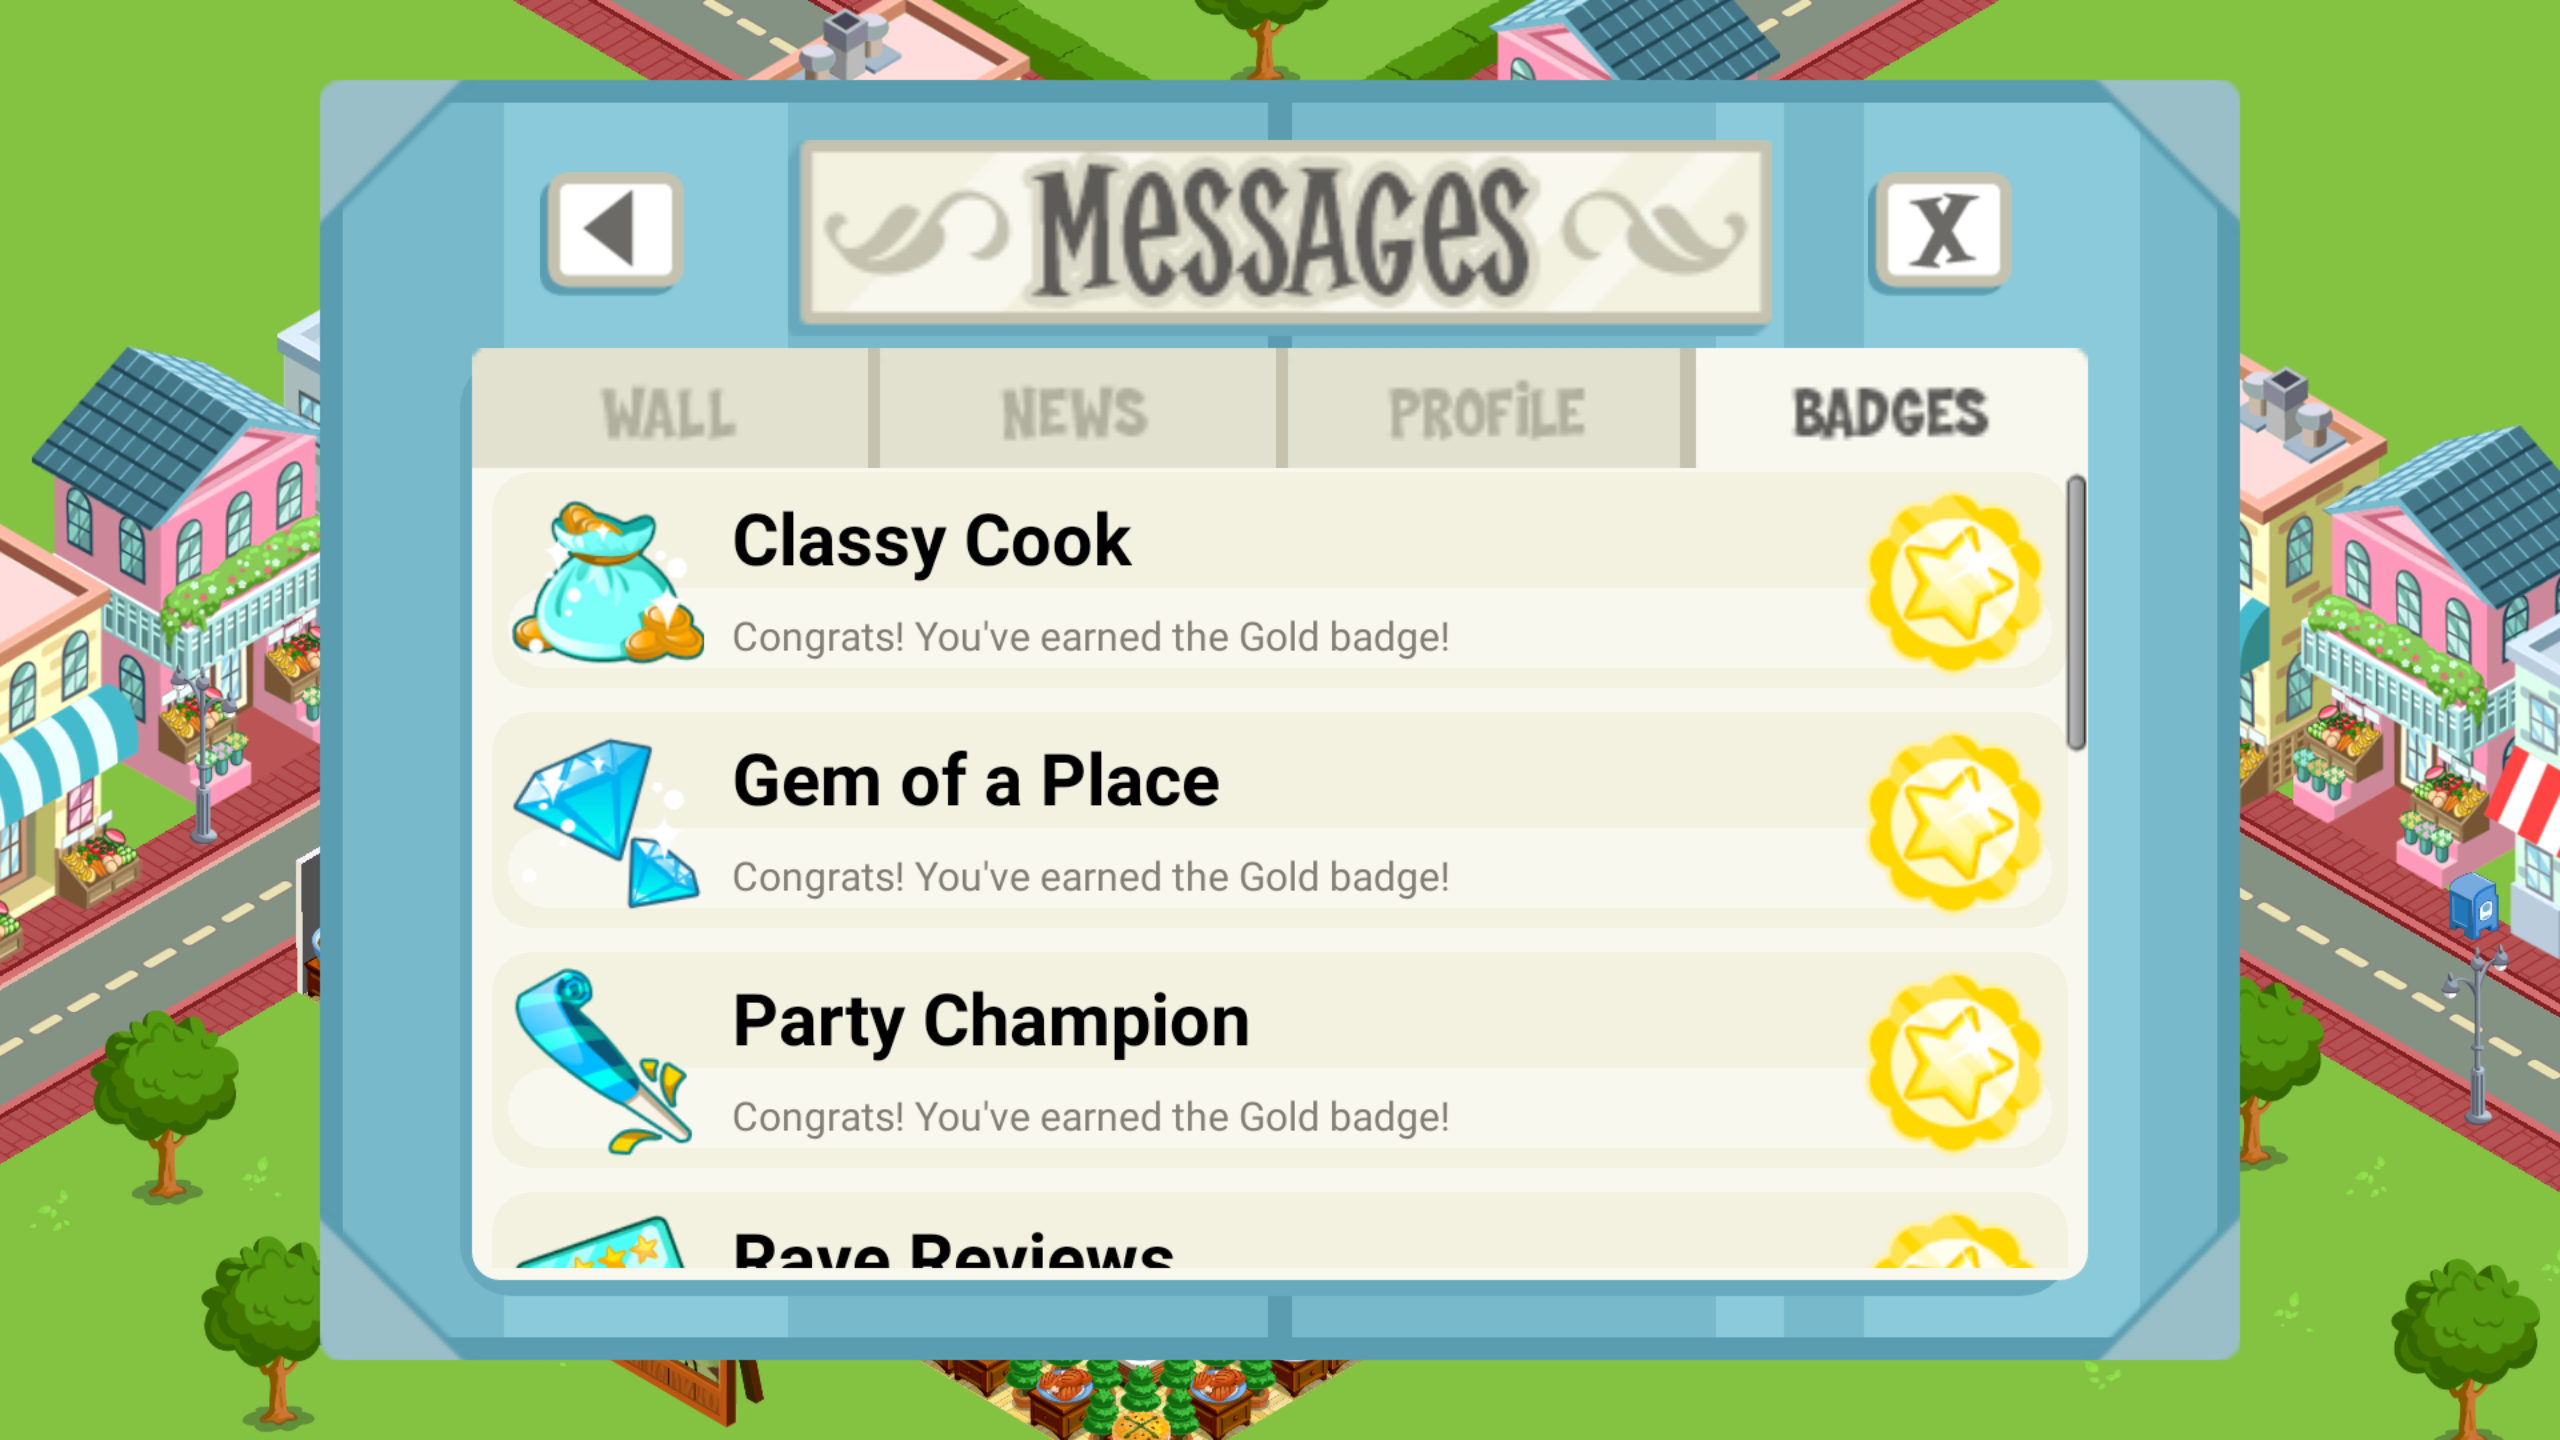 MESSAGES
X
WALL
NEWS
PROFILE
BADGES
Classy Cook
Congrats! You've earned the Gold badge!
Gem of a Place
Congrats! You've earned the Gold badge!
Party Champion
Congrats! You've earned the Gold badge!
Rave Reviews